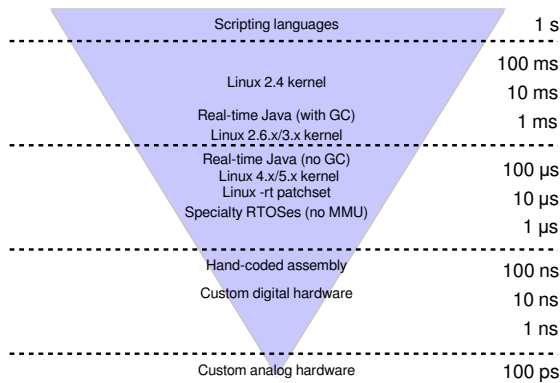 Scripting languages 1 s
100 ms
Linux 2.4 kernel
10 ms
Real-time Java (with GC) 1 ms
Linux 2.6.x/3.x kernel
Real-time Java (no GC)
100 µs
Linux 4.x/5.x kernel
Linux -rt patchset
10 µs
Specialty RTOSes (no MMU)
1 µs
Hand-coded assembly
100 ns
Custom digital hardware
10 ns
1 ns
Custom analog hardware 100 ps